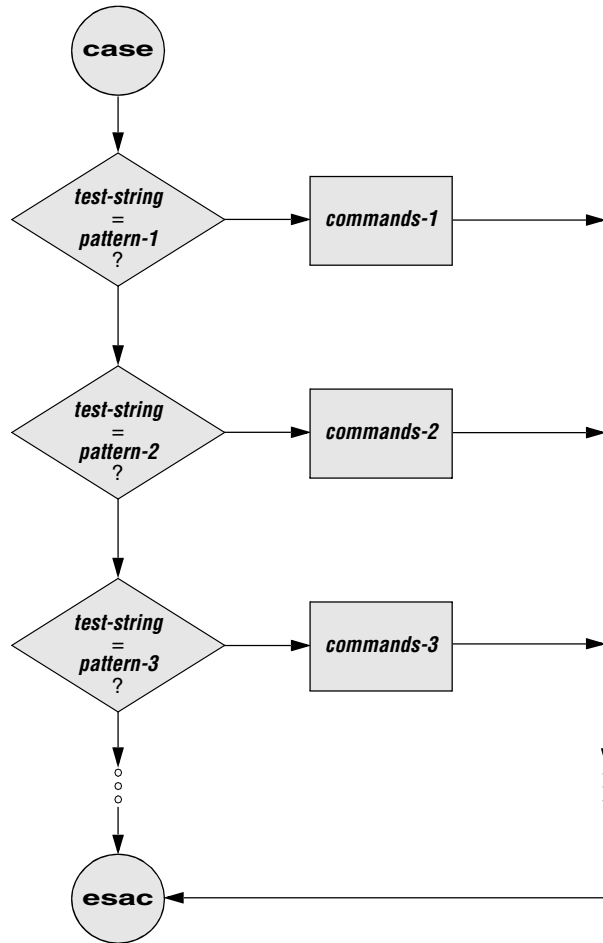 case
test-string
=
pattern-1
?
commands-1
test-string
=
pattern-2
?
commands-2
test-string
=
pattern-3
?
commands-3
esac